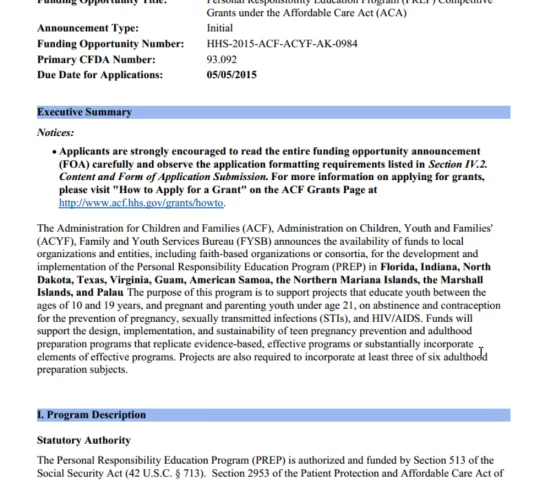 Funding Opportunity Title: Personal Responsibility Education Program (PREP) Competitive
Grants under the Affordable Care Act (ACA)
Announcement Type: Initial
Funding Opportunity Number: HHS-2015-ACF-ACYF-AK-0984
Primary CFDA Number: 93.092
Due Date for Applications: 05/05/2015
Executive Summary
Notices:
• Applicants are strongly encouraged to read the entire funding opportunity announcement
(FOA) carefully and observe the application formatting requirements listed in Section IV.2.
Content and Form of Application Submission. For more information on applying for grants,
please visit "How to Apply for a Grant" on the ACF Grants Page at
http://www.acf.hhs.gov/grants/howto.
The Administration for Children and Families (ACF), Administration on Children, Youth and Families'
(ACYF), Family and Youth Services Bureau (FYSB) announces the availability of funds to local
organizations and entities, including faith-based organizations or consortia, for the development and
implementation of the Personal Responsibility Education Program (PREP) in Florida, Indiana, North
Dakota, Texas, Virginia, Guam, American Samoa, the Northern Mariana Islands, the Marshall
Islands, and Palau The purpose of this program is to support projects that educate youth between the
ages of 10 and 19 years, and pregnant and parenting youth under age 21, on abstinence and contraception
for the prevention of pregnancy, sexually transmitted infections (STIs), and HIV/AIDS. Funds will
support the design, implementation, and sustainability of teen pregnancy prevention and adulthood
preparation programs that replicate evidence-based, effective programs or substantially incorporate
elements of effective programs. Projects are also required to incorporate at least three of six adulthood
preparation subjects.
I. Program Description
Statutory Authority
The Personal Responsibility Education Program (PREP) is authorized and funded by Section 513 of the
Social Security Act (42 U.S.C. § 713). Section 2953 of the Patient Protection and Affordable Care Act of